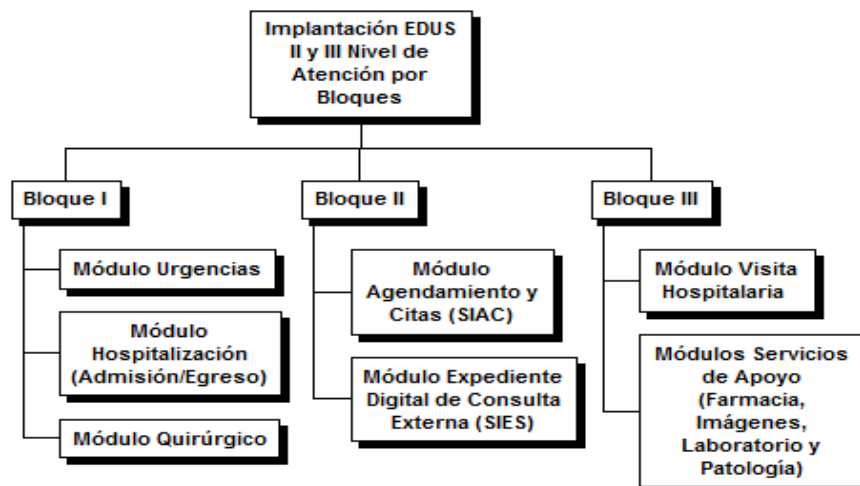 Implantación EDUS
II y III Nivel de
Atención por
Bloques
Bloque I
Módulo Urgencias
Módulo
Hospitalización
(Admisión/Egreso)
Módulo Quirúrgico
Bloque II
Módulo
Agendamiento y
Citas (SIAC)
Módulo Expediente
Digital de Consulta
Externa (SIES)
Bloque III
Módulo Visita
Hospitalaria
Módulos Servicios
de Apoyo
(Farmacia,
Imágenes,
Laboratorio y
Patología)